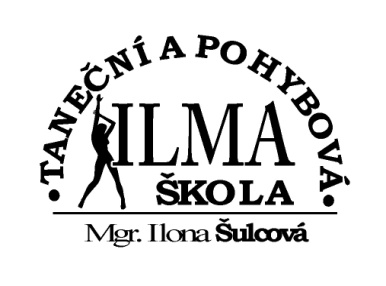 • TANEČNÍ A POHYBOVÁ •
ILMA
ŠKOLA
Mgr. Ilona Šulcová